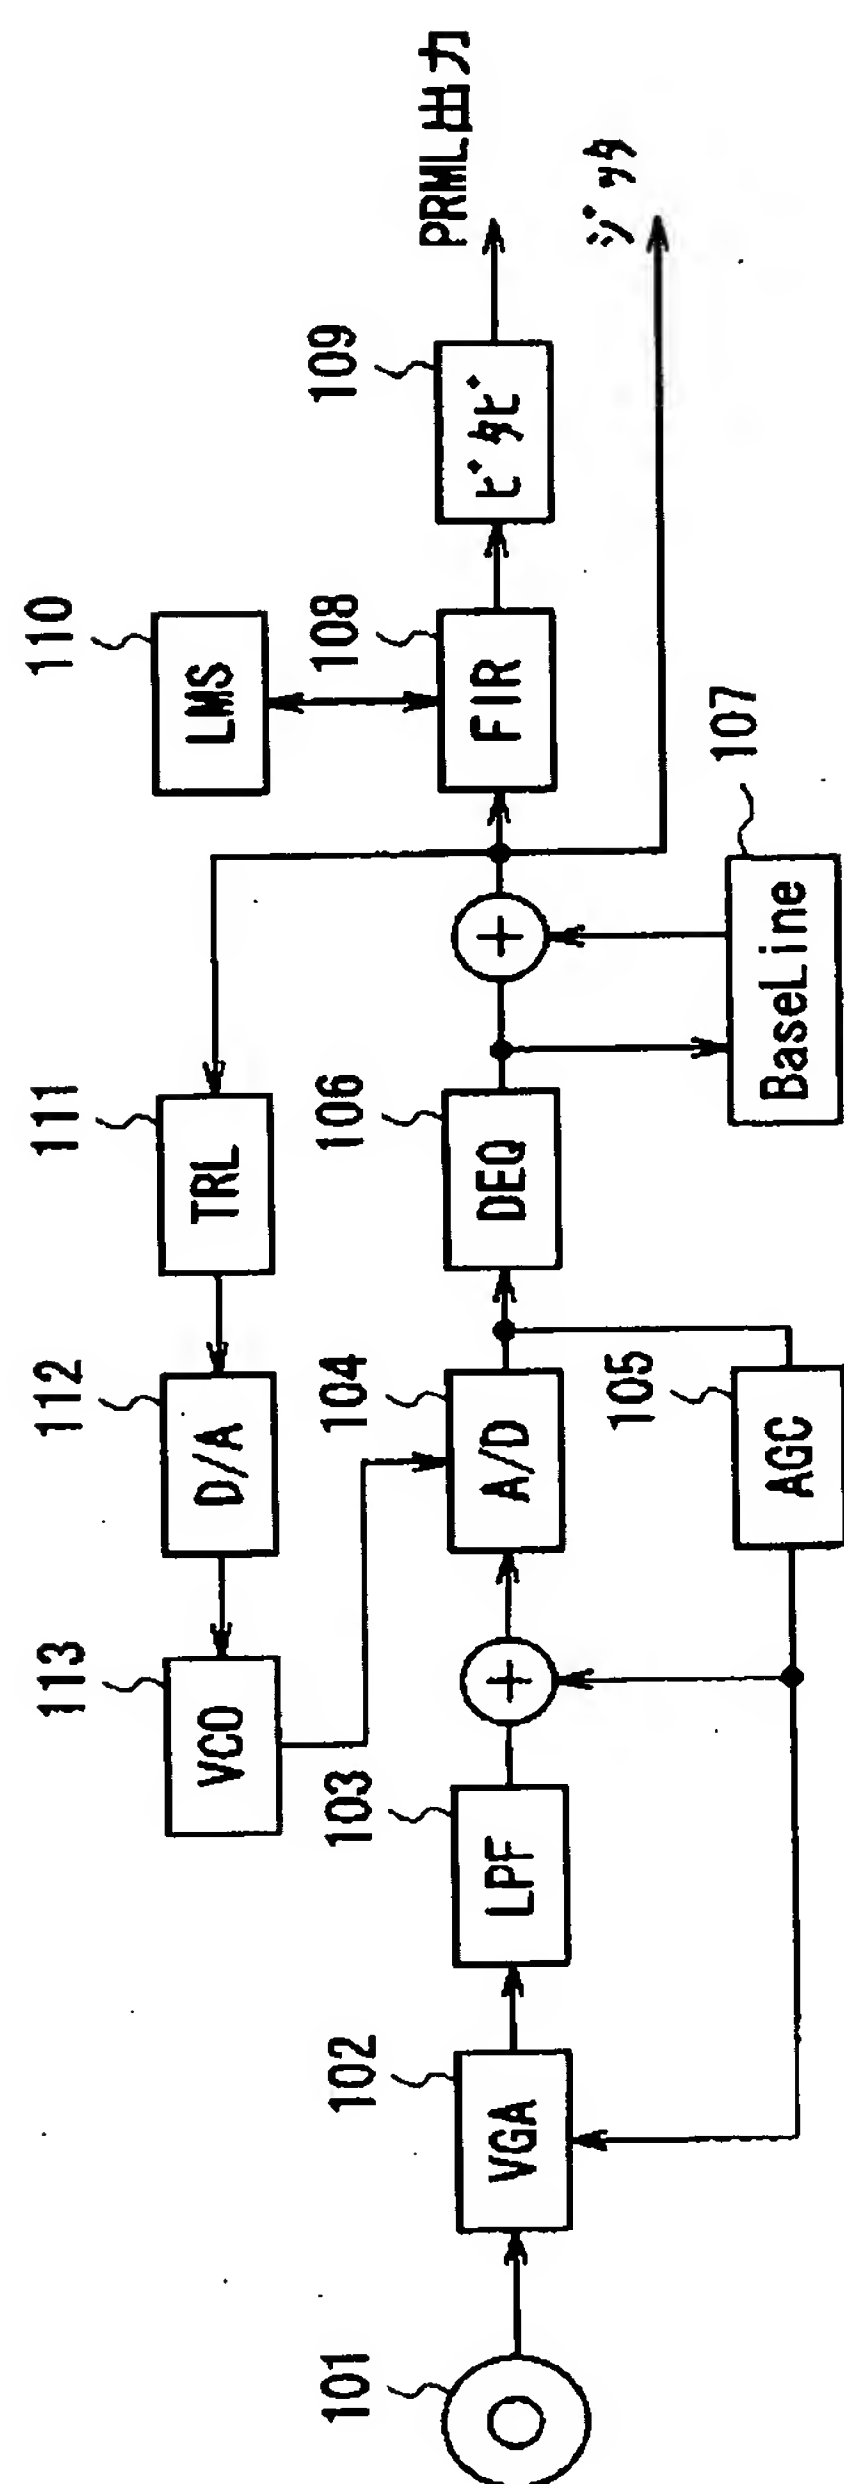 101
102
VGA
103
LPF
104
A/D
105
AGC
106
DEQ
107
BaseLine
108
FIR
109
ビタビ
110
LMS
111
TRL
112
D/A
113
VCO
+
+
PRML出力
ジッタ